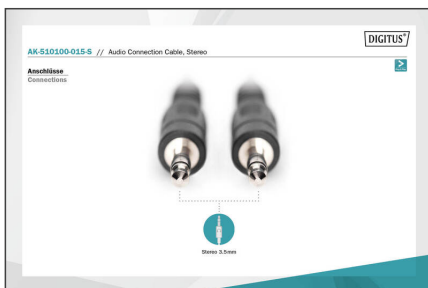 DIGITUS®
AK-510100-015-S // Audio Connection Cable, Stereo
Anschlüsse
Connections
Stereo 3.5mm